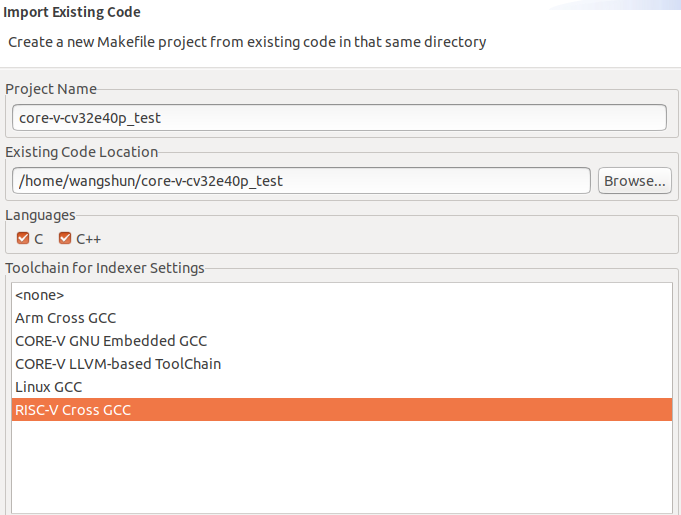 Import Existing Code
Create a new Makefile project from existing code in that same directory
Project Name
core-v-cv32e40p_test
Existing Code Location
/home/wangshun/core-v-cv32e40p_test
Browse...
Languages
C C++
Toolchain for Indexer Settings
<none>
Arm Cross GCC
CORE-V GNU Embedded GCC
CORE-V LLVM-based ToolChain
Linux GCC
RISC-V Cross GCC